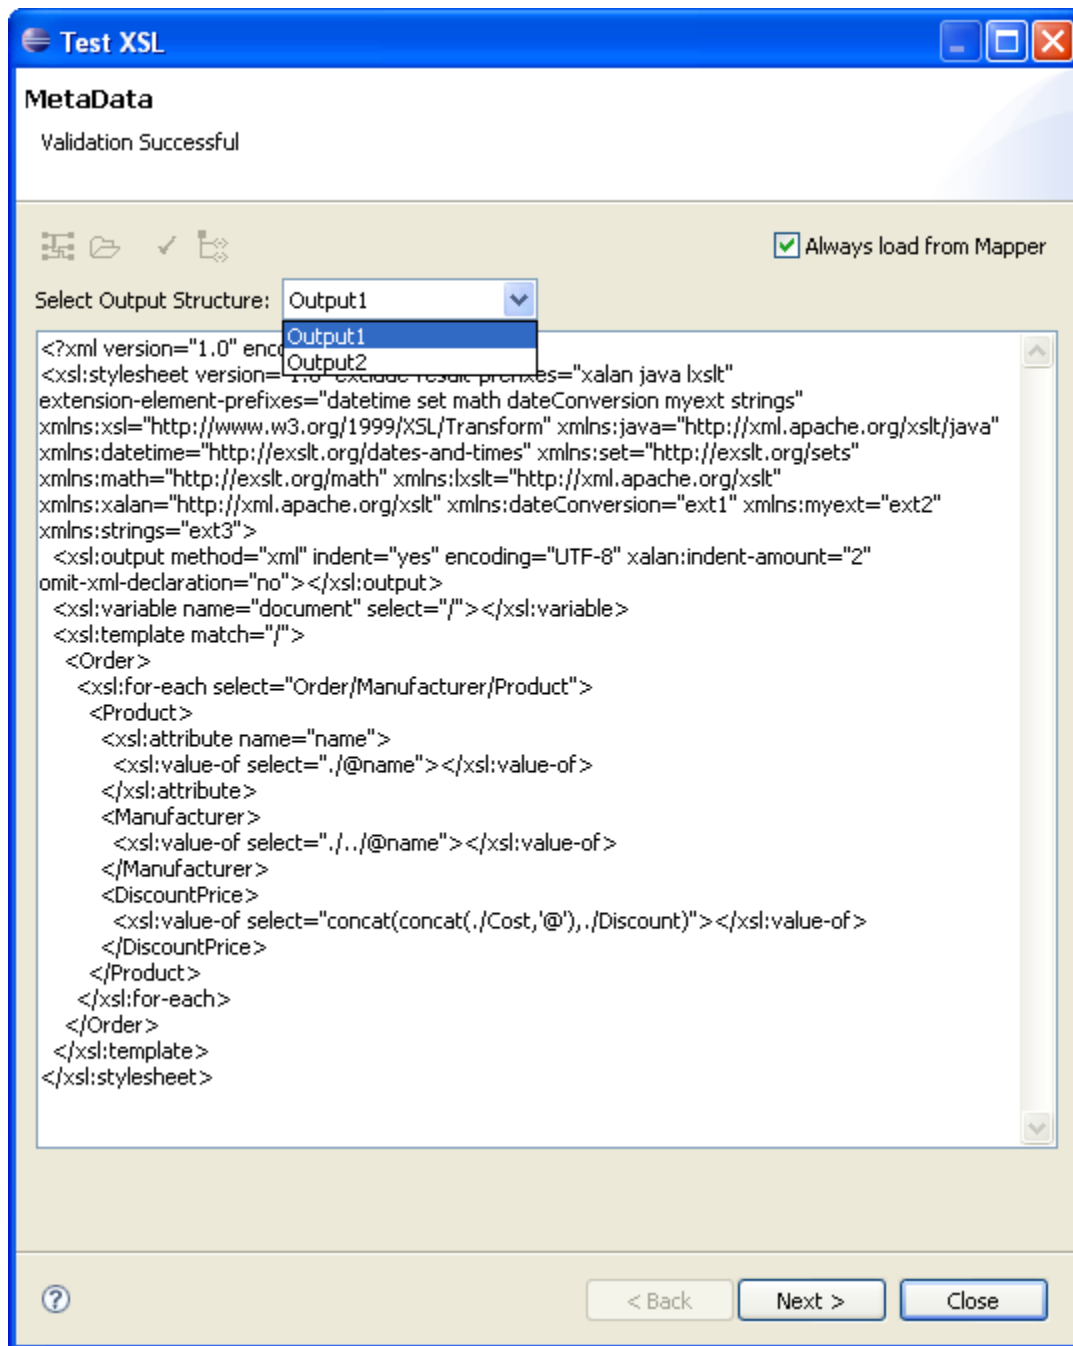 Test XSL
MetaData
Validation Successful
Always load from Mapper
Select Output Structure: Output1
Output1
Output2
<?xml version="1.0"
<xsl:stylesheet exclude-result-prefixes="xalan java lxslt"
extension-element-prefixes="datetime set math dateConversion myext strings"
xmlns:xsl="http://www.w3.org/1999/XSL/Transform" xmlns:java="http://xml.apache.org/xslt/java"
xmlns:datetime="http://exslt.org/dates-and-times" xmlns:set="http://exslt.org/sets"
xmlns:math="http://exslt.org/math" xmlns:lxslt="http://xml.apache.org/xslt"
xmlns:xalan="http://xml.apache.org/xslt" xmlns:dateConversion="ext1" xmlns:myext="ext2"
xmlns:strings="ext3">
<xsl:output method="xml" indent="yes" encoding="UTF-8" xalan:indent-amount="2"
omit-xml-declaration="no"></xsl:output>
<xsl:variable name="document" select="/"></xsl:variable>
<xsl:template match="/">
<Order>
<xsl:for-each select="Order/Manufacturer/Product">
<Product>
<xsl:attribute name="name">
<xsl:value-of select="./@name"></xsl:value-of>
</xsl:attribute>
<Manufacturer>
<xsl:value-of select="./../@name"></xsl:value-of>
</Manufacturer>
<DiscountPrice>
<xsl:value-of select="concat(concat(./Cost,'@'),./Discount)"></xsl:value-of>
</DiscountPrice>
</Product>
</xsl:for-each>
</Order>
</xsl:template>
</xsl:stylesheet>
?
< Back Next > Close